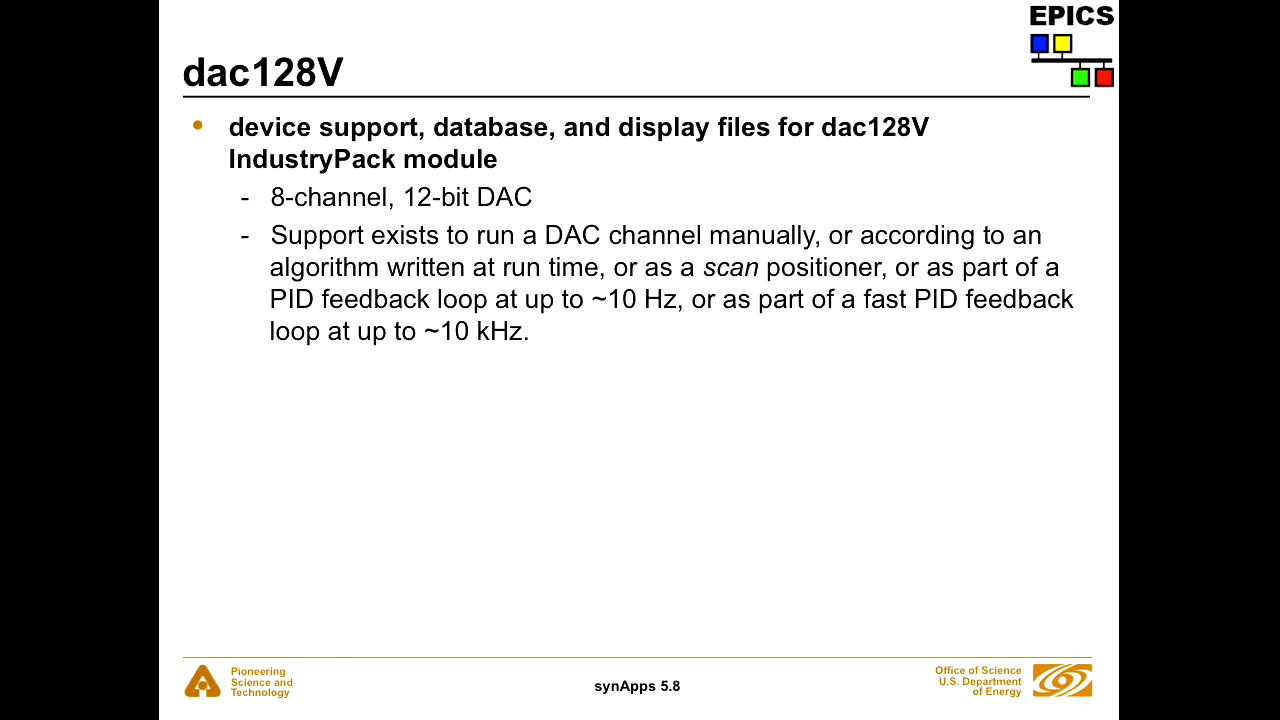 EPICS
dac128V
• device support, database, and display files for dac128V
IndustryPack module
- 8-channel, 12-bit DAC
- Support exists to run a DAC channel manually, or according to an
algorithm written at run time, or as a scan positioner, or as part of a
PID feedback loop at up to ~10 Hz, or as part of a fast PID feedback
loop at up to ~10 kHz.
Pioneering
Science and
Technology
synApps 5.8
Office of Science
U.S. Department
of Energy